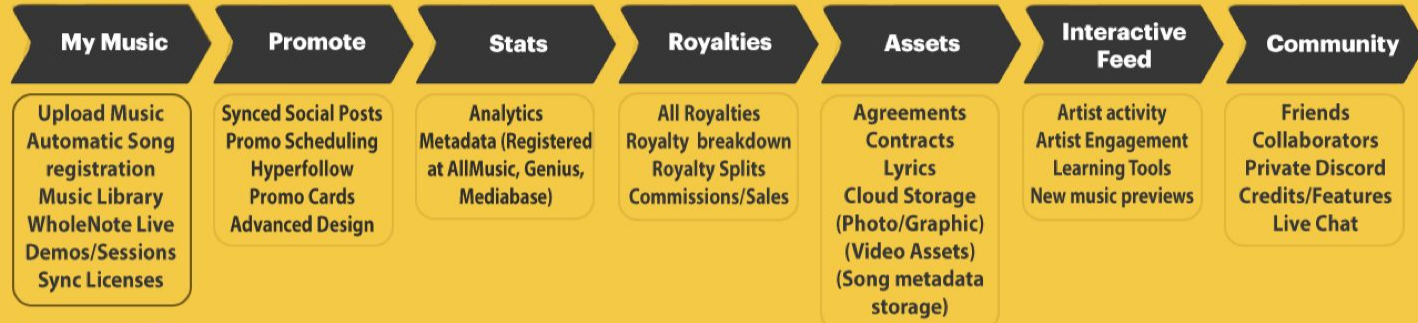 My Music
Upload Music
Automatic Song
registration
Music Library
WholeNote Live
Demos/Sessions
Sync Licenses
Promote
Synced Social Posts
Promo Scheduling
Hyperfollow
Promo Cards
Advanced Design
Stats
Analytics
Metadata (Registered
at AllMusic, Genius,
Mediabase)
Royalties
All Royalties
Royalty breakdown
Royalty Splits
Commissions/Sales
Assets
Agreements
Contracts
Lyrics
Cloud Storage
(Photo/Graphic)
(Video Assets)
(Song metadata
storage)
Interactive
Feed
Artist activity
Artist Engagement
Learning Tools
New music previews
Community
Friends
Collaborators
Private Discord
Credits/Features
Live Chat